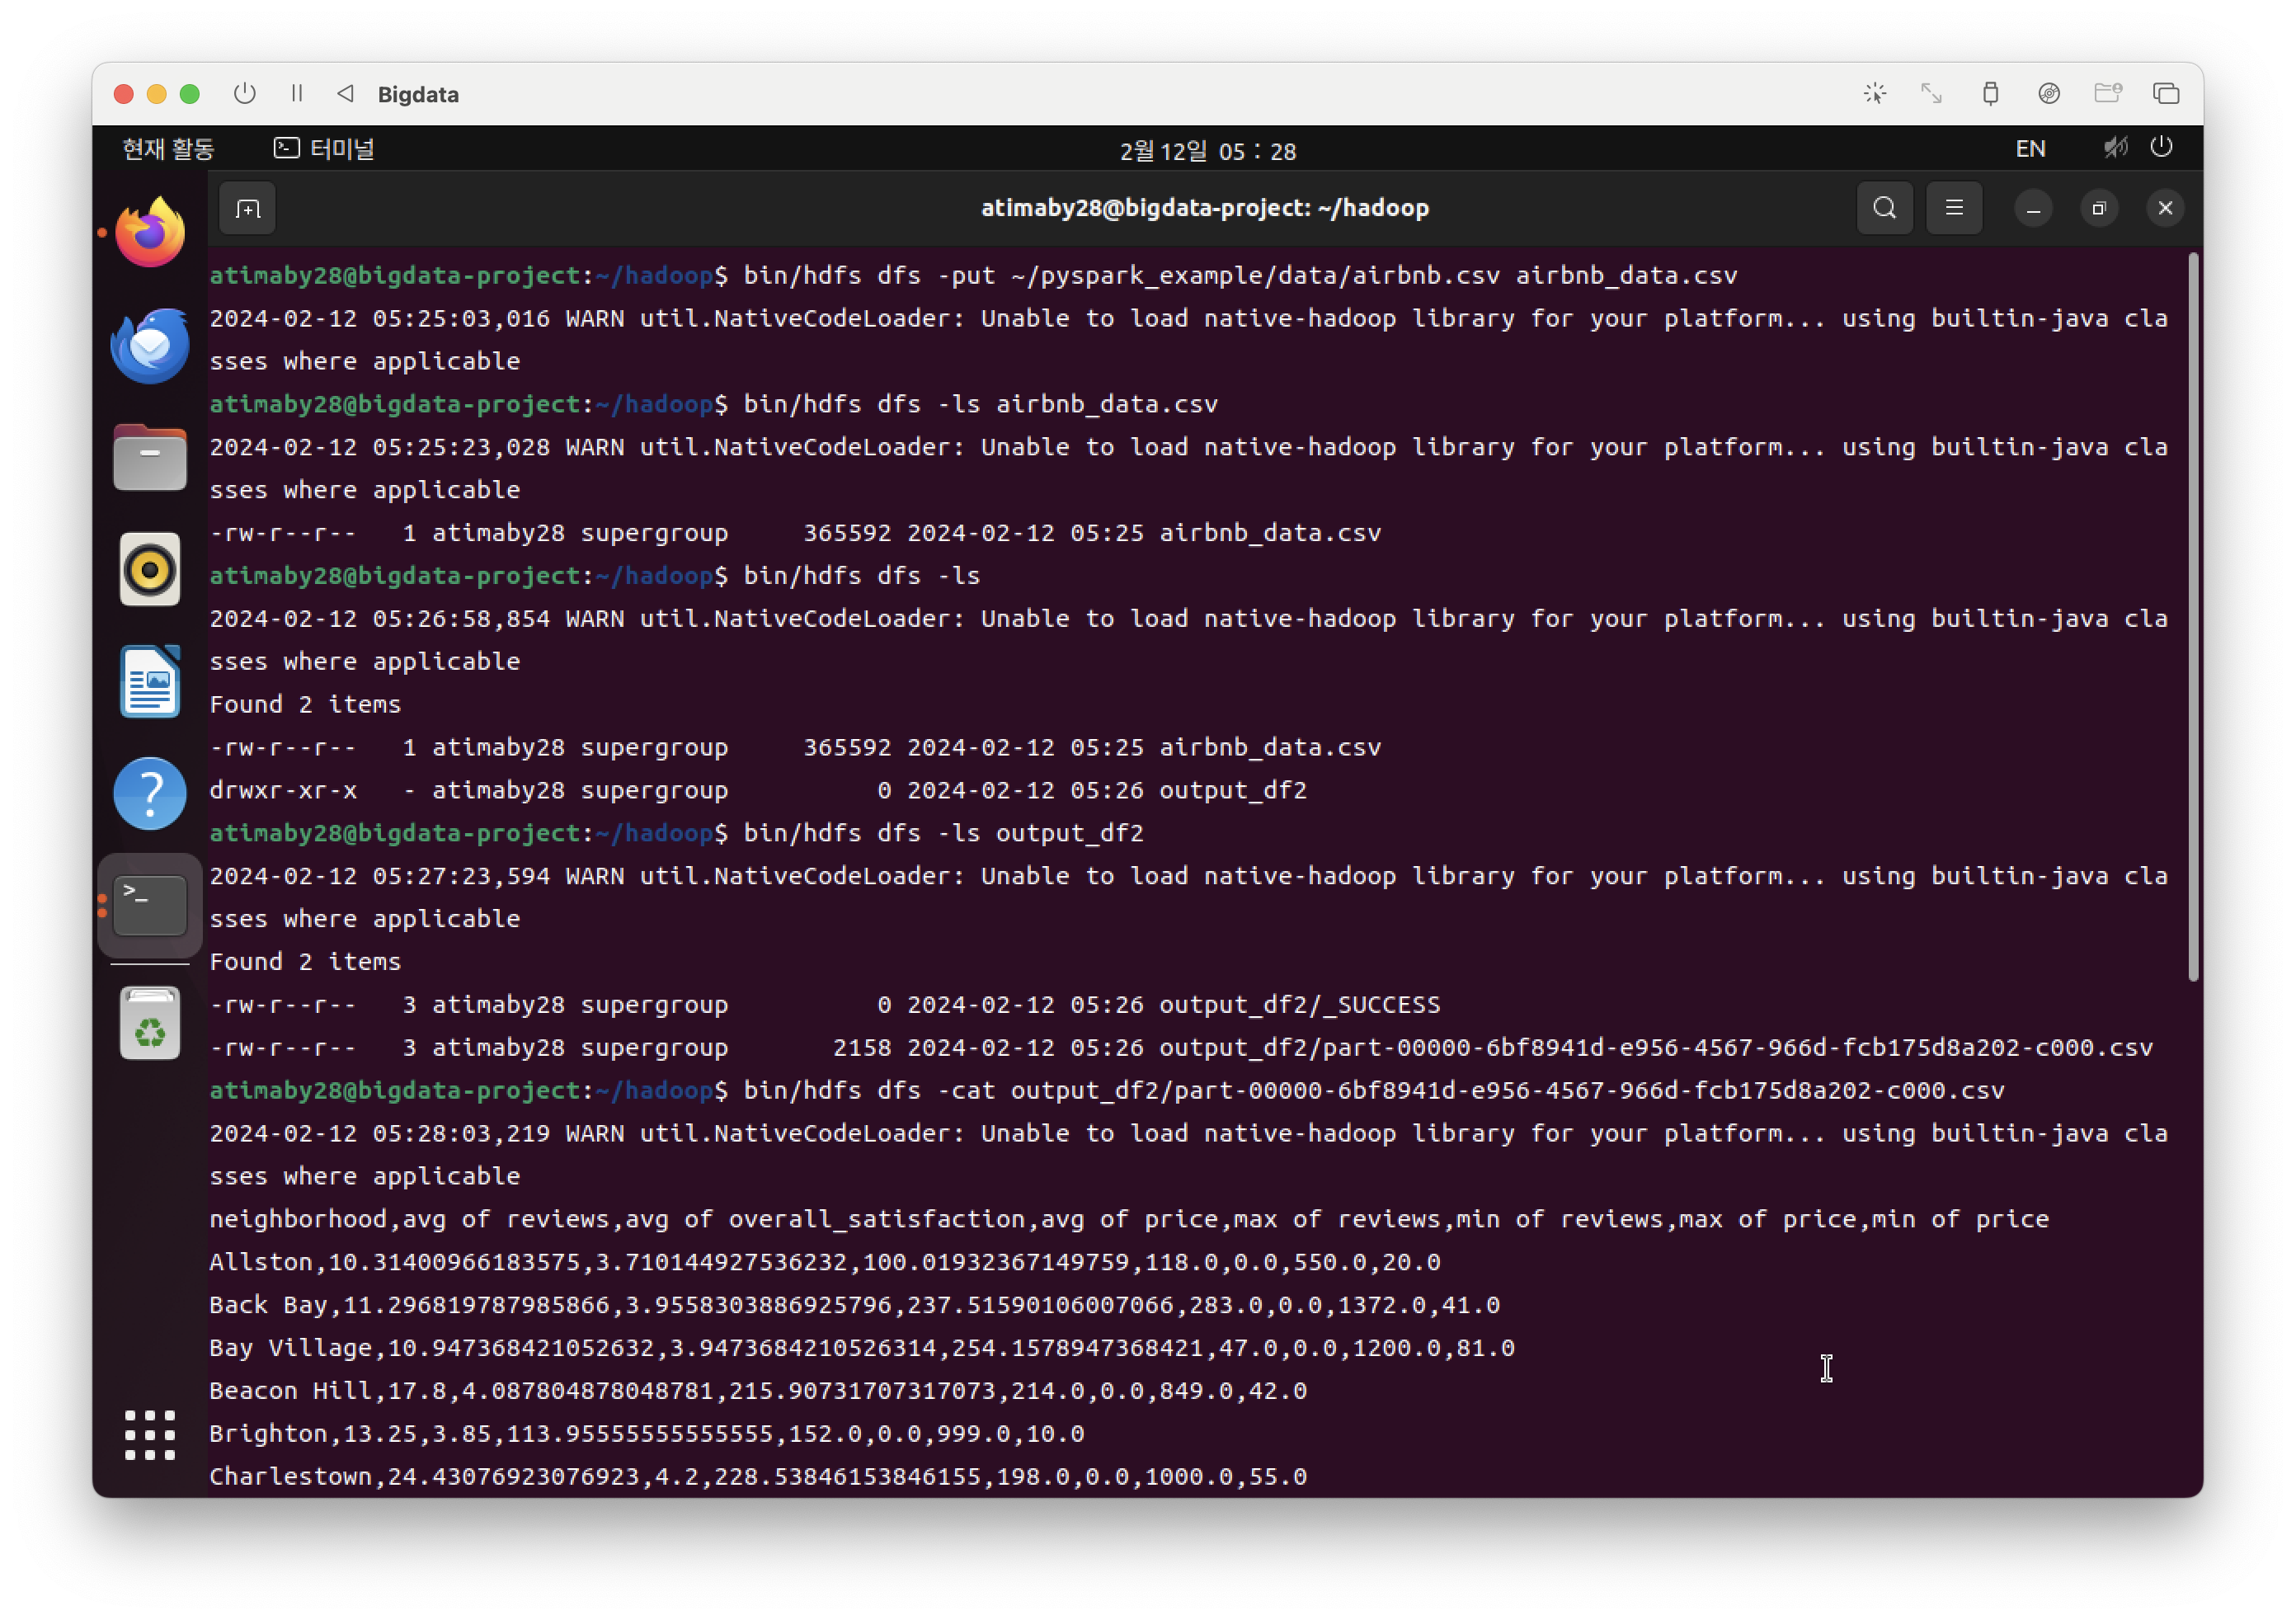 Bigdata
현재 활동
터미널
2월 12일 05 : 28
EN
atimaby28@bigdata-project: ~/hadoop
atimaby28@bigdata-project:~/hadoop$ bin/hdfs dfs -put ~/pyspark_example/data/airbnb.csv airbnb_data.csv
2024-02-12 05:25:03,016 WARN util.NativeCodeLoader: Unable to load native-hadoop library for your platform... using builtin-java cla
sses where applicable
atimaby28@bigdata-project:~/hadoop$ bin/hdfs dfs -ls airbnb_data.csv
2024-02-12 05:25:23,028 WARN util.NativeCodeLoader: Unable to load native-hadoop library for your platform... using builtin-java cla
sses where applicable
-rw-r--r--   1 atimaby28 supergroup     365592 2024-02-12 05:25 airbnb_data.csv
atimaby28@bigdata-project:~/hadoop$ bin/hdfs dfs -ls
2024-02-12 05:26:58,854 WARN util.NativeCodeLoader: Unable to load native-hadoop library for your platform... using builtin-java cla
sses where applicable
Found 2 items
-rw-r--r--   1 atimaby28 supergroup     365592 2024-02-12 05:25 airbnb_data.csv
drwxr-xr-x   - atimaby28 supergroup          0 2024-02-12 05:26 output_df2
atimaby28@bigdata-project:~/hadoop$ bin/hdfs dfs -ls output_df2
2024-02-12 05:27:23,594 WARN util.NativeCodeLoader: Unable to load native-hadoop library for your platform... using builtin-java cla
sses where applicable
Found 2 items
-rw-r--r--   3 atimaby28 supergroup          0 2024-02-12 05:26 output_df2/_SUCCESS
-rw-r--r--   3 atimaby28 supergroup       2158 2024-02-12 05:26 output_df2/part-00000-6bf8941d-e956-4567-966d-fcb175d8a202-c000.csv
atimaby28@bigdata-project:~/hadoop$ bin/hdfs dfs -cat output_df2/part-00000-6bf8941d-e956-4567-966d-fcb175d8a202-c000.csv
2024-02-12 05:28:03,219 WARN util.NativeCodeLoader: Unable to load native-hadoop library for your platform... using builtin-java cla
sses where applicable
neighborhood,avg of reviews,avg of overall_satisfaction,avg of price,max of reviews,min of reviews,max of price,min of price
Allston,10.31400966183575,3.710144927536232,100.01932367149759,118.0,0.0,550.0,20.0
Back Bay,11.296819787985866,3.9558303886925796,237.51590106007066,283.0,0.0,1372.0,41.0
Bay Village,10.947368421052632,3.9473684210526314,254.1578947368421,47.0,0.0,1200.0,81.0
Beacon Hill,17.8,4.087804878048781,215.90731707317073,214.0,0.0,849.0,42.0
Brighton,13.25,3.85,113.95555555555555,152.0,0.0,999.0,10.0
Charlestown,24.43076923076923,4.2,228.53846153846155,198.0,0.0,1000.0,55.0